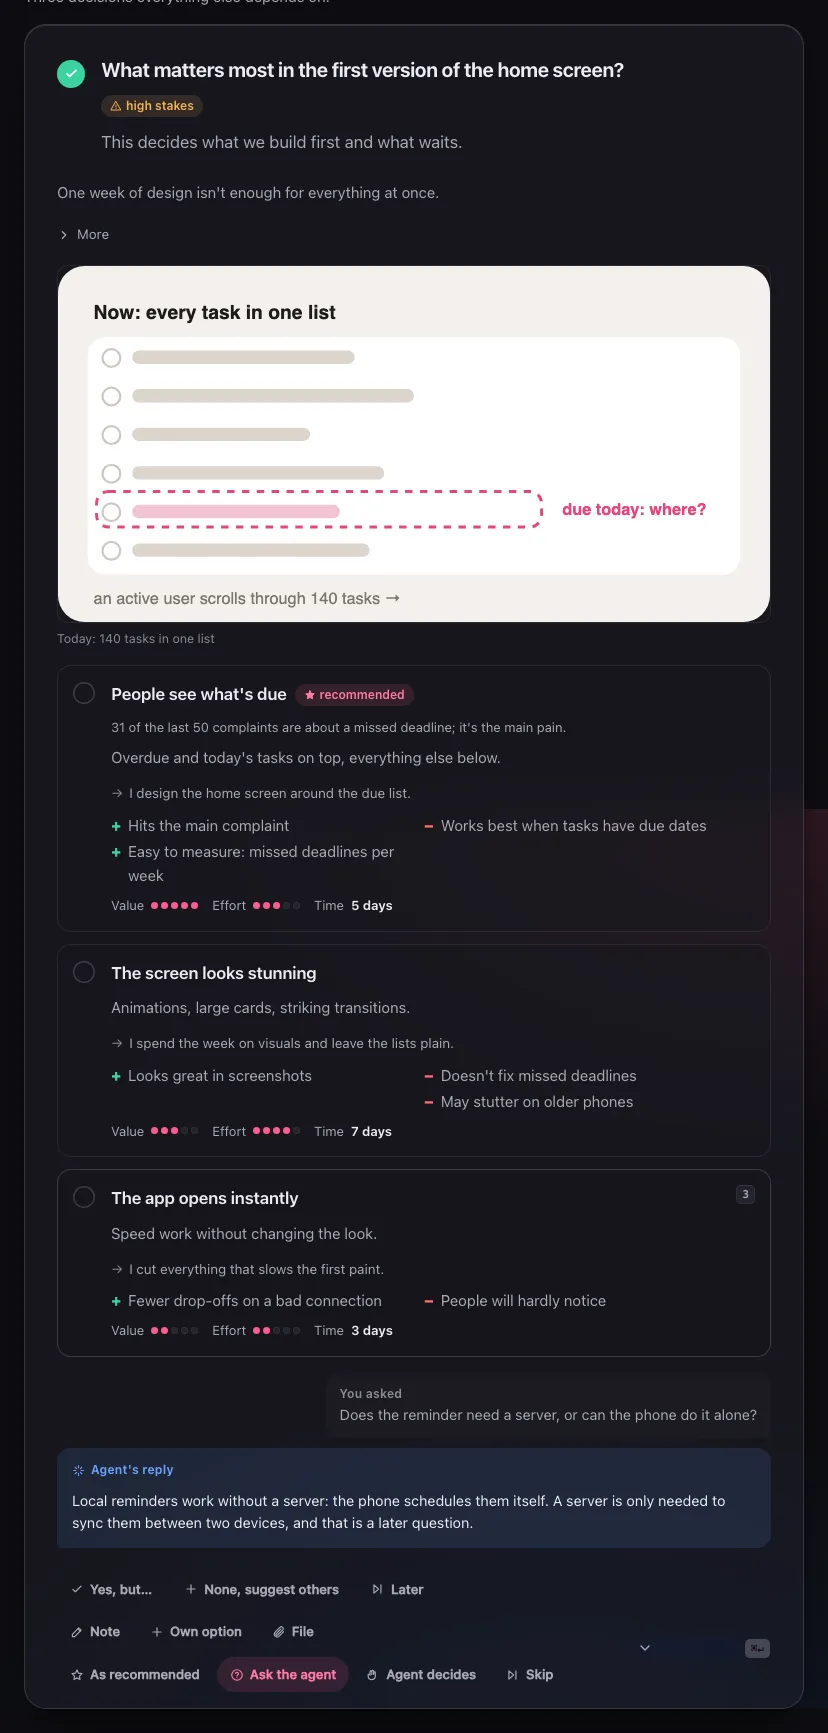 Three decisions everything else depends on.
What matters most in the first version of the home screen?
high stakes
This decides what we build first and what waits.
One week of design isn't enough for everything at once.
More
Now: every task in one list
due today: where?
an active user scrolls through 140 tasks →
Today: 140 tasks in one list
People see what's due
recommended
31 of the last 50 complaints are about a missed deadline; it's the main pain.
Overdue and today's tasks on top, everything else below.
→ I design the home screen around the due list.
+ Hits the main complaint
− Works best when tasks have due dates
+ Easy to measure: missed deadlines per
week
Value Effort Time 5 days
The screen looks stunning
Animations, large cards, striking transitions.
→ I spend the week on visuals and leave the lists plain.
+ Looks great in screenshots
− Doesn't fix missed deadlines
− May stutter on older phones
Value Effort Time 7 days
The app opens instantly
3
Speed work without changing the look.
→ I cut everything that slows the first paint.
+ Fewer drop-offs on a bad connection
− People will hardly notice
Value Effort Time 3 days
You asked
Does the reminder need a server, or can the phone do it alone?
Agent's reply
Local reminders work without a server: the phone schedules them itself. A server is only needed to
sync them between two devices, and that is a later question.
Yes, but...
+ None, suggest others
Later
Note
+ Own option
File
As recommended
Ask the agent
Agent decides
Skip
⌘↵